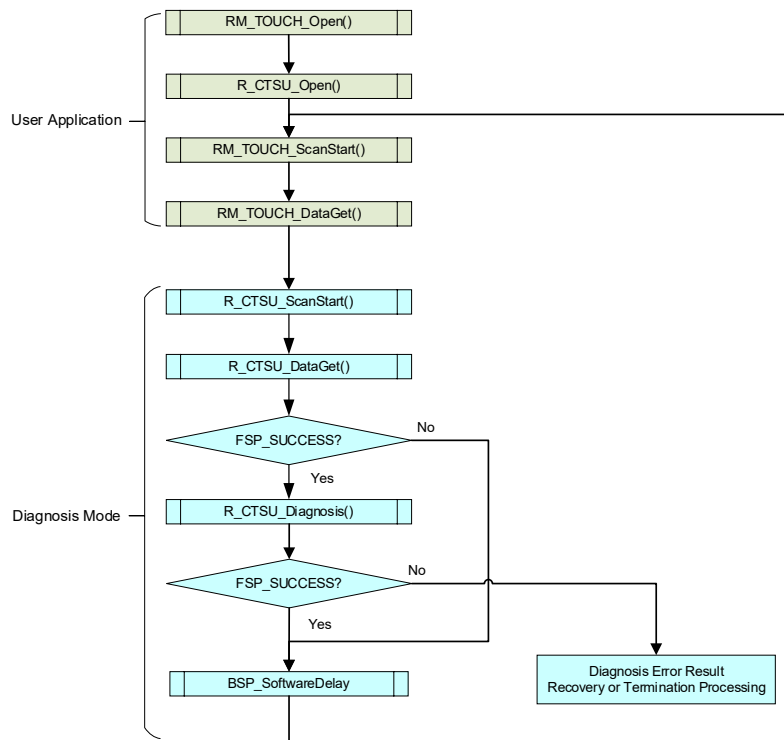 RM_TOUCH_Open()
R_CTSU_Open()
User Application
RM_TOUCH_ScanStart()
RM_TOUCH_DataGet()
R_CTSU_ScanStart()
R_CTSU_DataGet()
FSP_SUCCESS?
No
Yes
R_CTSU_Diagnosis()
Diagnosis Mode
FSP_SUCCESS?
No
Yes
Diagnosis Error Result
Recovery or Termination Processing
BSP_SoftwareDelay